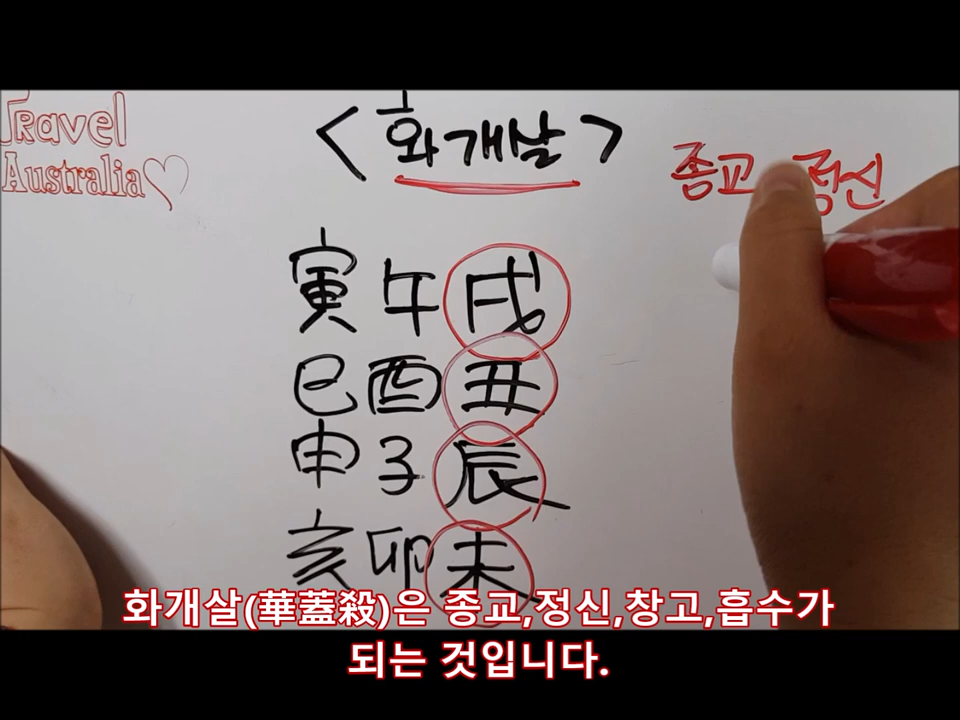 Travel
Australia♡
<화개살>
종교 정신
寅午戌
巳酉丑
申子辰
亥卯未
화개살(華蓋殺)은 종교,정신,창고,흡수가
되는 것입니다.